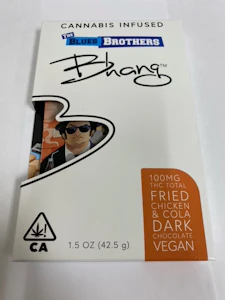 CANNABIS INFUSED
THE BLUES BROTHERS
Bhang™
100MG
THC TOTAL
FRIED
CHICKEN
& COLA
DARK
CHOCOLATE
VEGAN
CA
1.5 OZ (42.5 g)